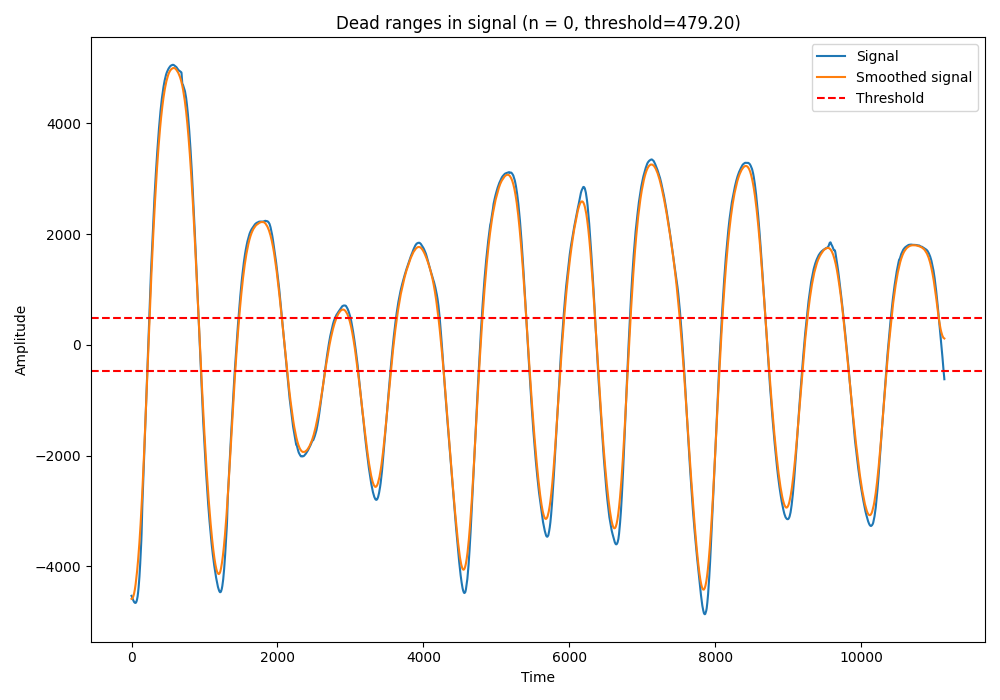 Dead ranges in signal (n = 0, threshold=479.20)
Signal
Smoothed signal
Threshold
Amplitude
4000
2000
0
−2000
−4000
0 2000 4000 6000 8000 10000
Time